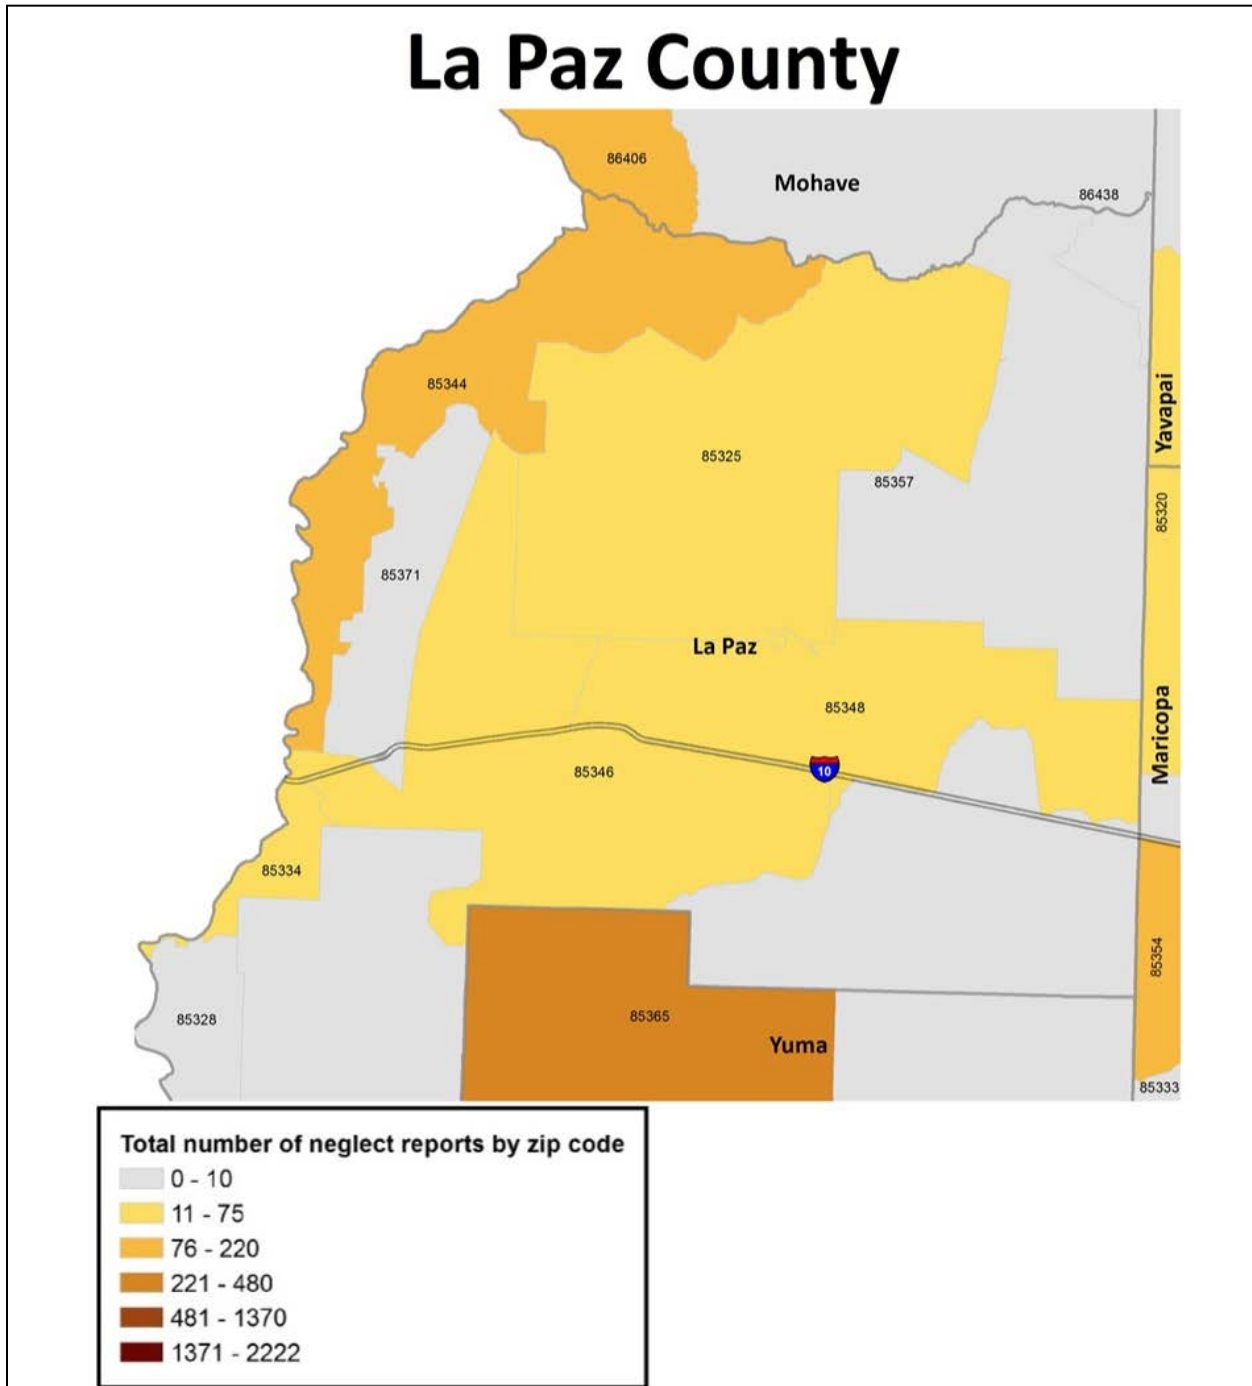 La Paz County
86406
Mohave
86438
85344
Yavapai
85325
85357
85320
85371
La Paz
85348
Maricopa
85346
10
85334
85354
85328
85365
Yuma
85333
Total number of neglect reports by zip code
0 - 10
11 - 75
76 - 220
221 - 480
481 - 1370
1371 - 2222